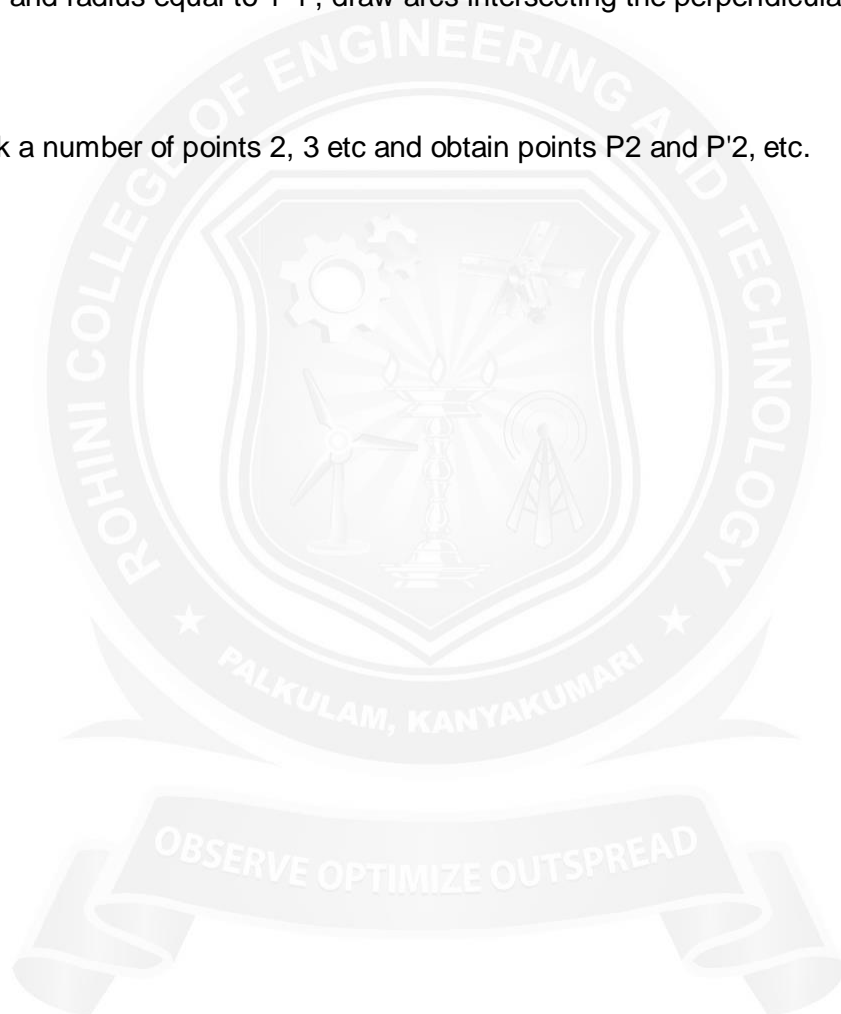 and radius equal to 1-1', draw arcs intersecting the
k a number of points 2, 3 etc and obtain points P2 and P'2, etc.
ROHINI COLLEGE OF ENGINEERING AND TECHNOLOGY
PALKULAM, KANYAKUMARI
OBSERVE OPTIMIZE OUTSPREAD